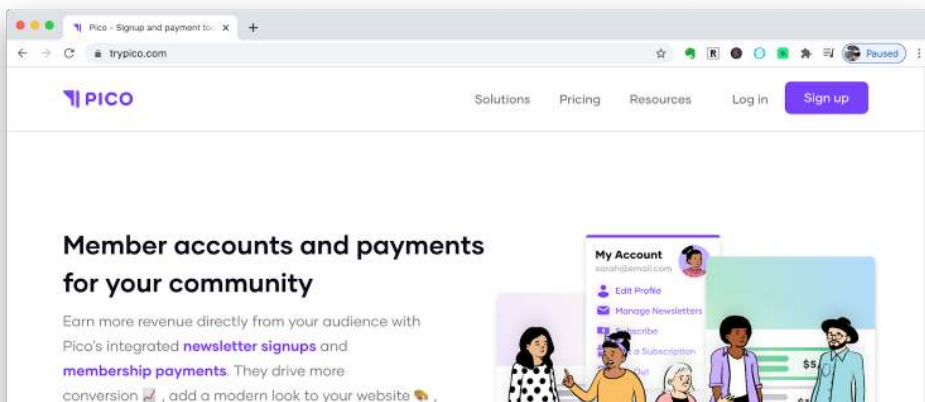 Pico - Signup and payment too
trypico.com
R
Paused
PICO
Solutions Pricing Resources Log in Sign up
Member accounts and payments
for your community
Earn more revenue directly from your audience with
Pico's integrated newsletter signups and
membership payments. They drive more
conversion 📈 , add a modern look to your website 🎨 ,
My Account
sarah@email.com
Edit Profile
Manage Newsletters
Subscribe
a Subscription
Out
$5